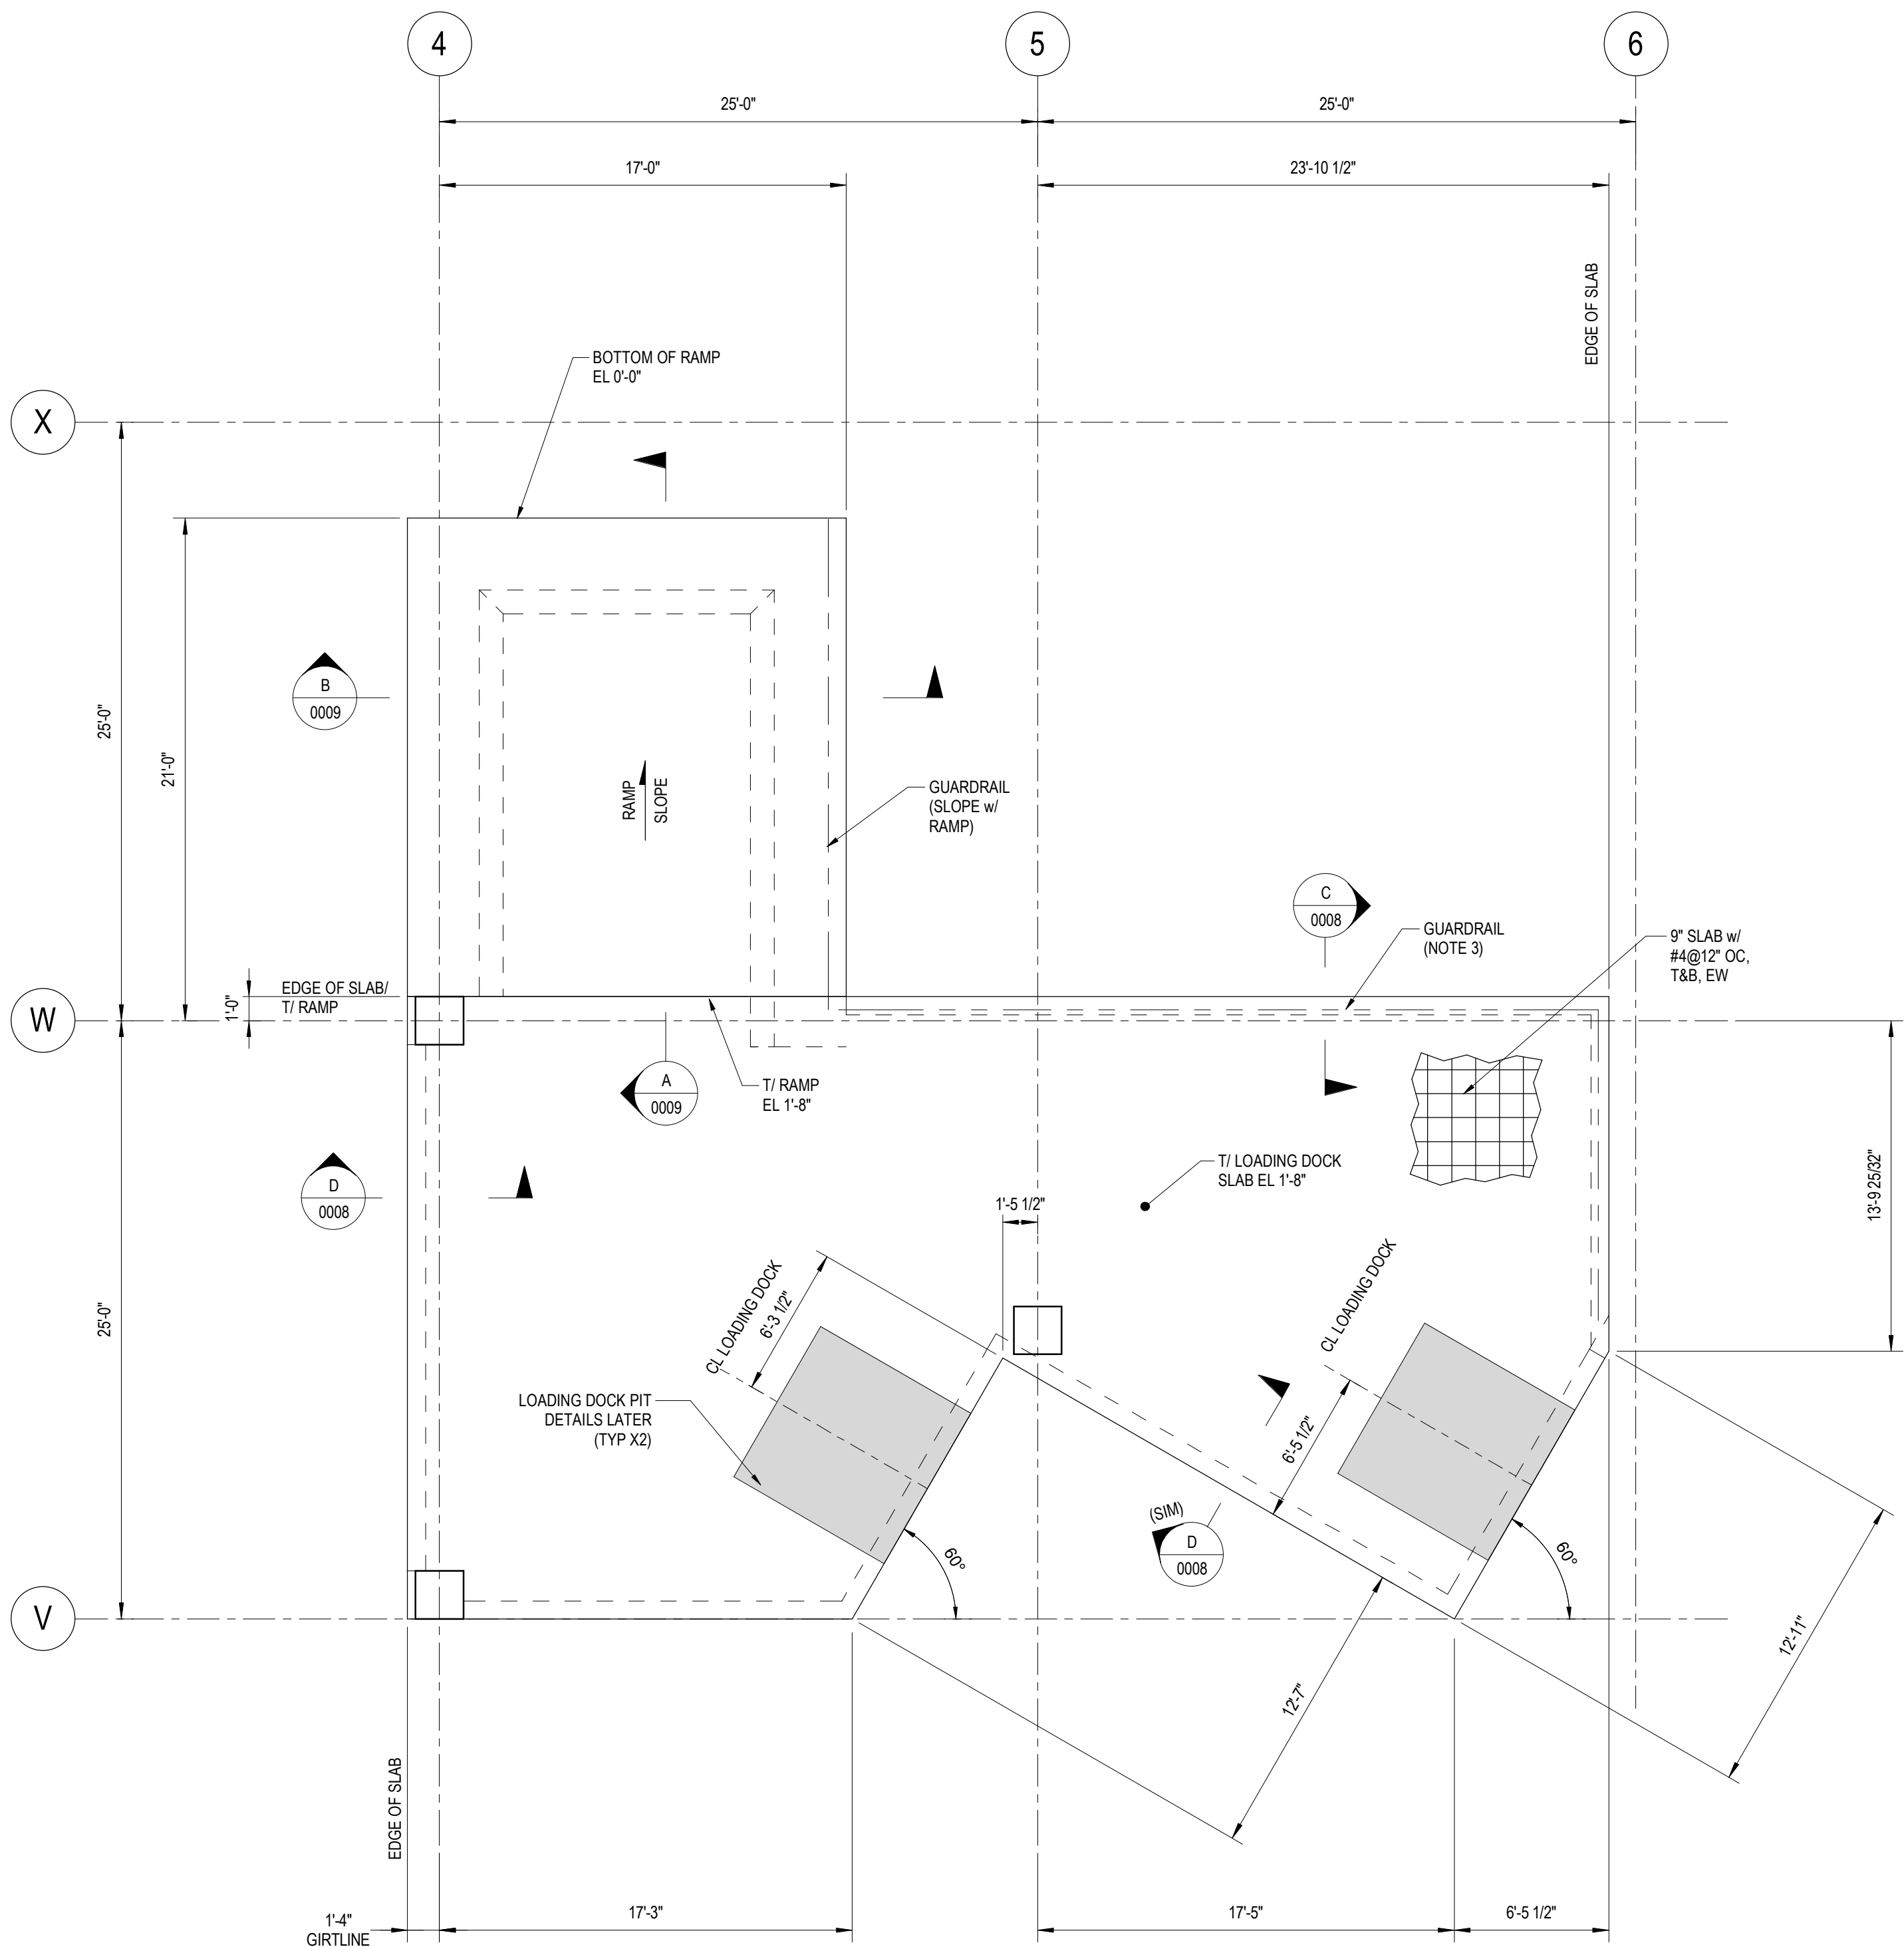 4
5
6
25'-0"
25'-0"
17'-0"
23'-10 1/2"
EDGE OF SLAB
BOTTOM OF RAMP
EL 0'-0"
X
B
0009
25'-0"
21'-0"
RAMP
SLOPE
GUARDRAIL
(SLOPE w/
RAMP)
C
0008
GUARDRAIL
(NOTE 3)
9" SLAB w/
#4@12" OC,
T&B, EW
EDGE OF SLAB/
T/ RAMP
1'-0"
W
A
0009
T/ RAMP
EL 1'-8"
D
0008
T/ LOADING DOCK
SLAB EL 1'-8"
1'-5 1/2"
13'-9 25/32"
25'-0"
CL LOADING DOCK
6'-3 1/2"
CL LOADING DOCK
6'-5 1/2"
LOADING DOCK PIT
DETAILS LATER
(TYP X2)
(SIM)
D
0008
60°
60°
V
12'-7"
12'-11"
EDGE OF SLAB
1'-4"
GIRTLINE
17'-3"
17'-5"
6'-5 1/2"